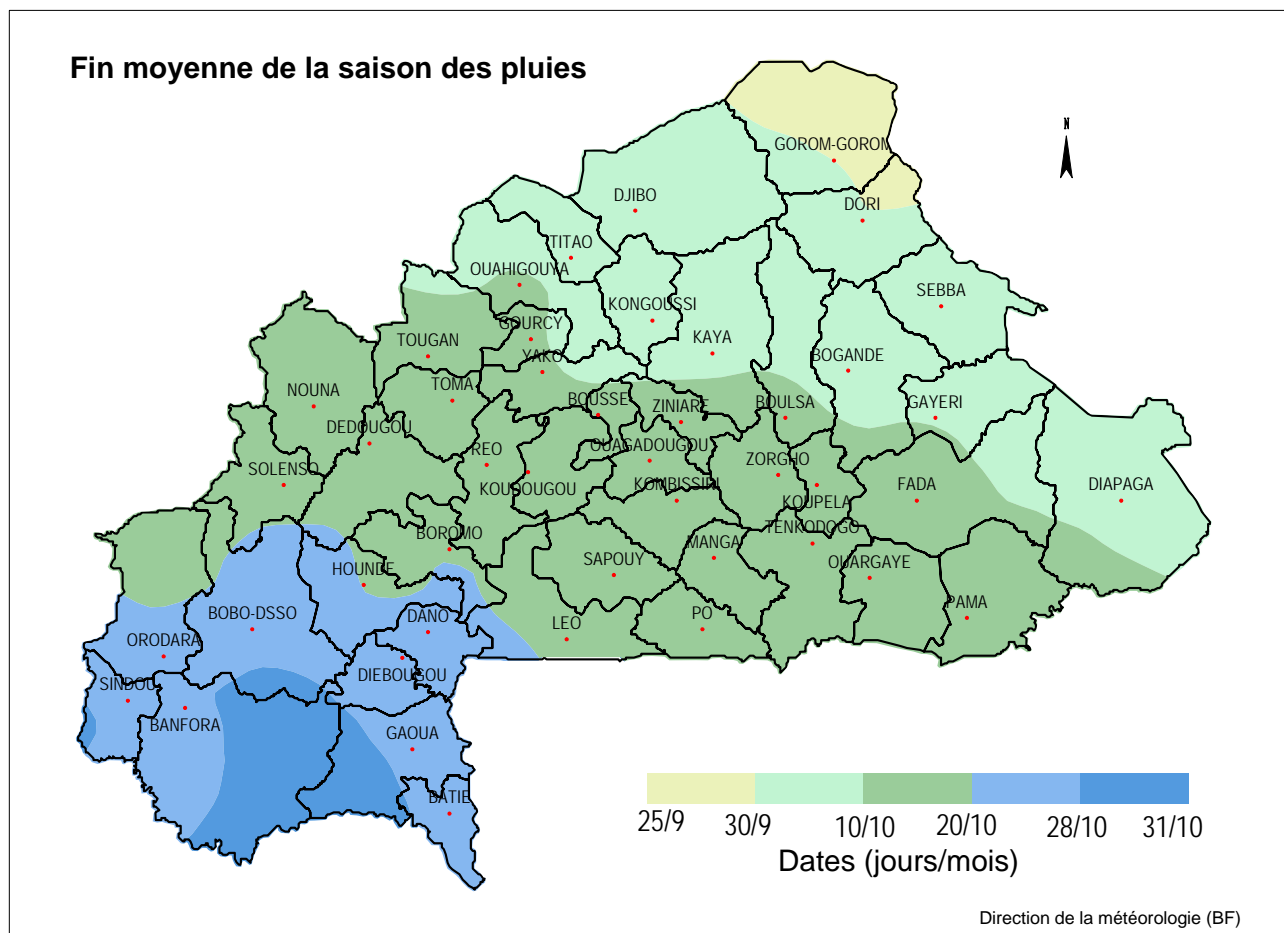 Fin moyenne de la saison des pluies
N
GOROM-GOROM
DJIBO
DORI
TITAO
OUAHIGOUYA
SEBBA
KONGOUSSI
GOURCY
TOUGAN
KAYA
YAKO
BOGANDE
TOMA
NOUNA
BOUSSE
ZINIARE
BOULSA
GAYERI
DEDOUGOU
REO
OUAGADOUGOU
ZORGHO
SOLENSO
KOUDOUGOU
KOMBISSIRI
KOUPELA
FADA
DIAPAGA
TENKODOGO
BOROMO
MANGA
HOUNDE
SAPOUY
OUARGAYE
PAMA
BOBO-DSSO
DANO
LEO
PO
ORODARA
DIEBOUGOU
SINDOU
BANFORA
GAOUA
BATIE
25/9 30/9 10/10 20/10 28/10 31/10
Dates (jours/mois)
Direction de la météorologie (BF)